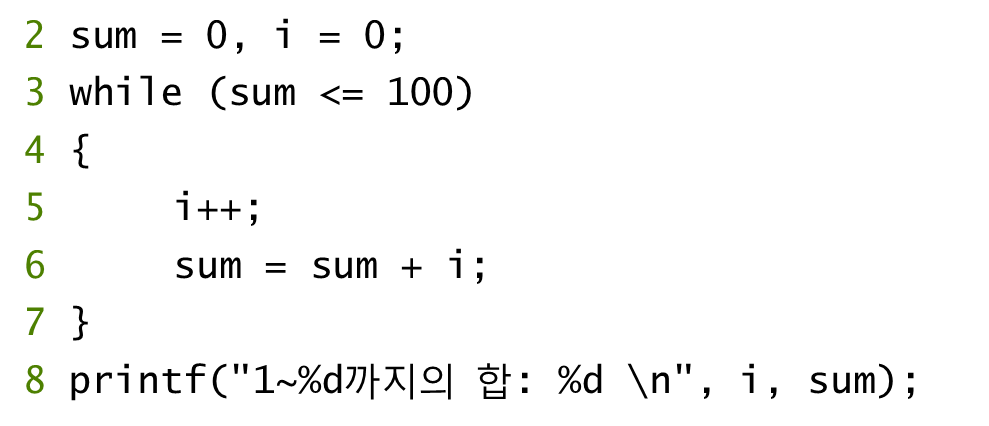 2 sum = 0, i = 0;
3 while (sum <= 100)
4 {
5     i++;
6     sum = sum + i;
7 }
8 printf("1~%d까지의 합: %d \n", i, sum);